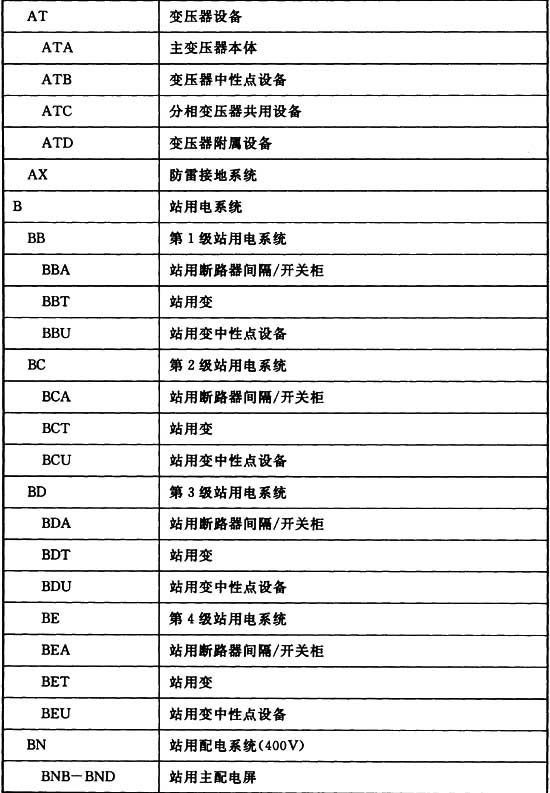 AT 变压器设备
ATA 主变压器本体
ATB 变压器中性点设备
ATC 分相变压器共用设备
ATD 变压器附属设备
AX 防雷接地系统
B 站用电系统
BB 第1级站用电系统
BBA 站用断路器间隔/开关柜
BBT 站用变
BBU 站用变中性点设备
BC 第2级站用电系统
BCA 站用断路器间隔/开关柜
BCT 站用变
BCU 站用变中性点设备
BD 第3级站用电系统
BDA 站用断路器间隔/开关柜
BDT 站用变
BDU 站用变中性点设备
BE 第4级站用电系统
BEA 站用断路器间隔/开关柜
BET 站用变
BEU 站用变中性点设备
BN 站用配电系统(400V)
BNB－BND 站用主配电屏